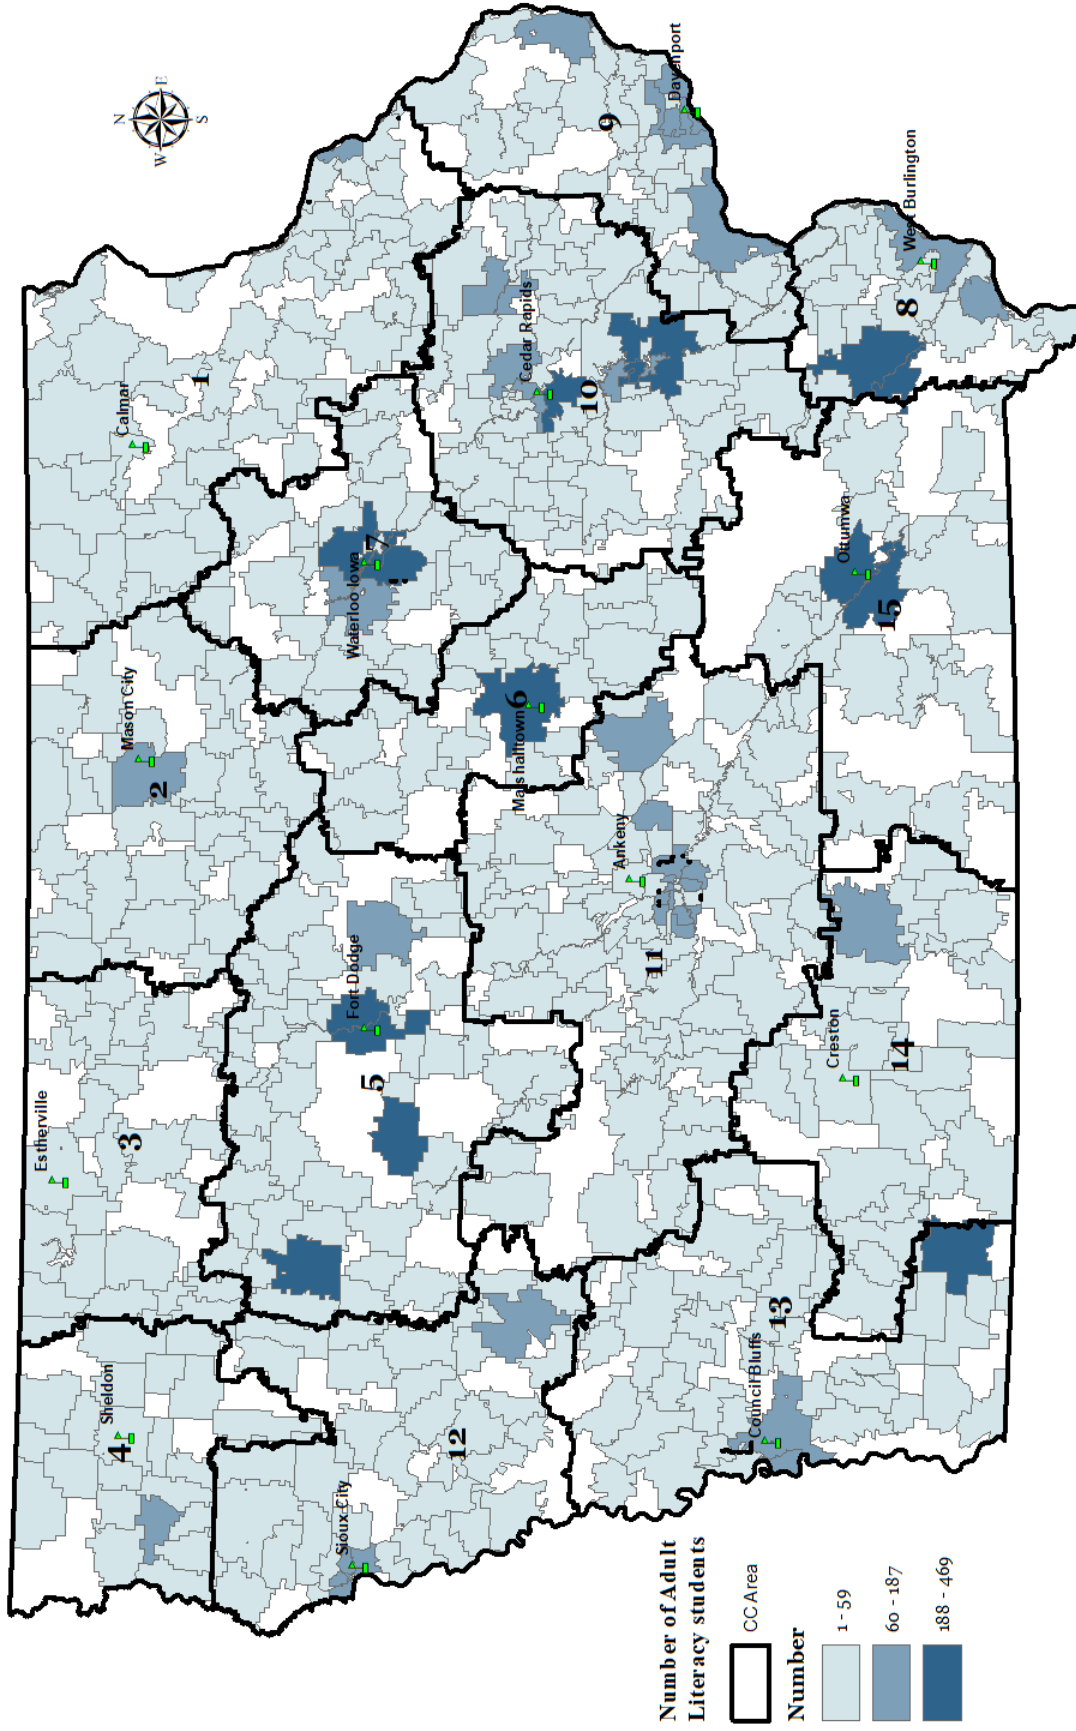 N
W
E
S
Estherville
Sheldon
Mason City
Calmar
4
3
2
1
Sioux City
Fort Dodge
Waterloo Iowa
5
7
12
Marshalltown
6
Cedar Rapids
10
9
Davenport
Ankeny
11
Council Bluffs
13
Creston
14
Ottumwa
15
8
West Burlington
Number of Adult
Literacy students
CC Area
Number
1 - 59
60 - 187
188 - 469